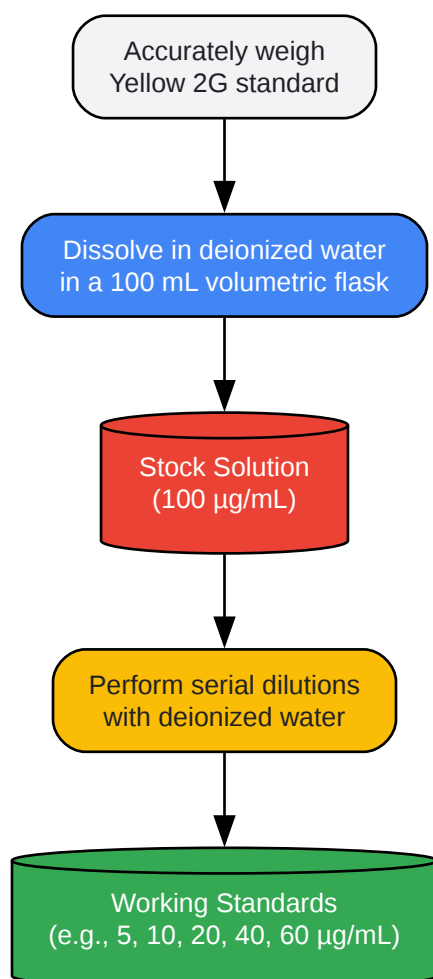 Accurately weigh
Yellow 2G standard
Dissolve in deionized water
in a 100 mL volumetric flask
Stock Solution
(100 µg/mL)
Perform serial dilutions
with deionized water
Working Standards
(e.g., 5, 10, 20, 40, 60 µg/mL)